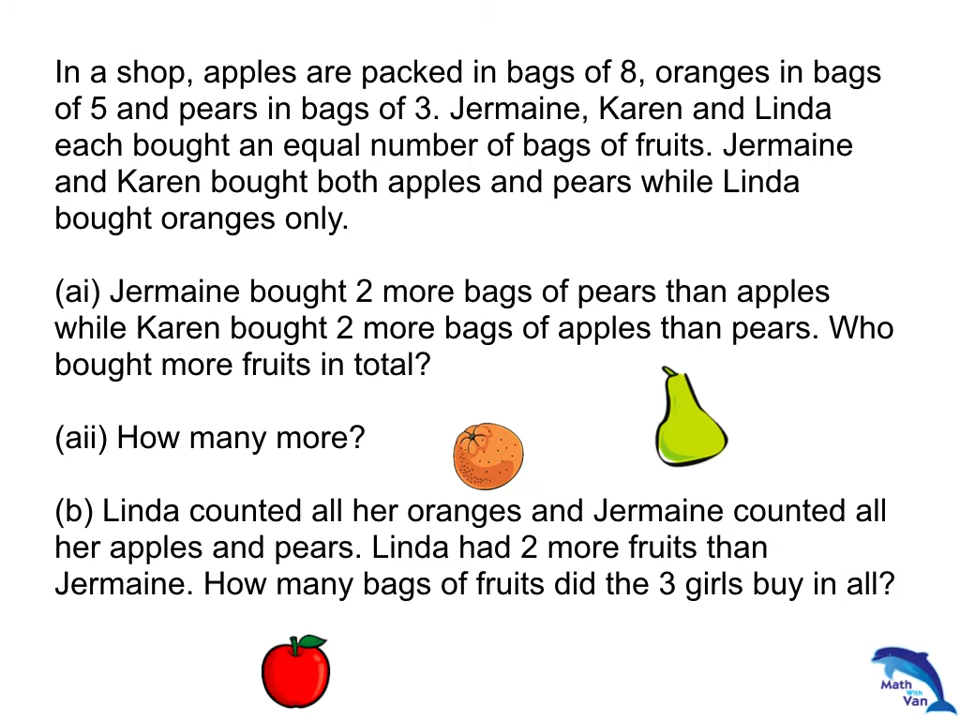 In a shop, apples are packed in bags of 8, oranges in bags
of 5 and pears in bags of 3. Jermaine, Karen and Linda
each bought an equal number of bags of fruits. Jermaine
and Karen bought both apples and pears while Linda
bought oranges only.
(ai) Jermaine bought 2 more bags of pears than apples
while Karen bought 2 more bags of apples than pears. Who
bought more fruits in total?
(aii) How many more?
(b) Linda counted all her oranges and Jermaine counted all
her apples and pears. Linda had 2 more fruits than
Jermaine. How many bags of fruits did the 3 girls buy in all?
Math
With
Van